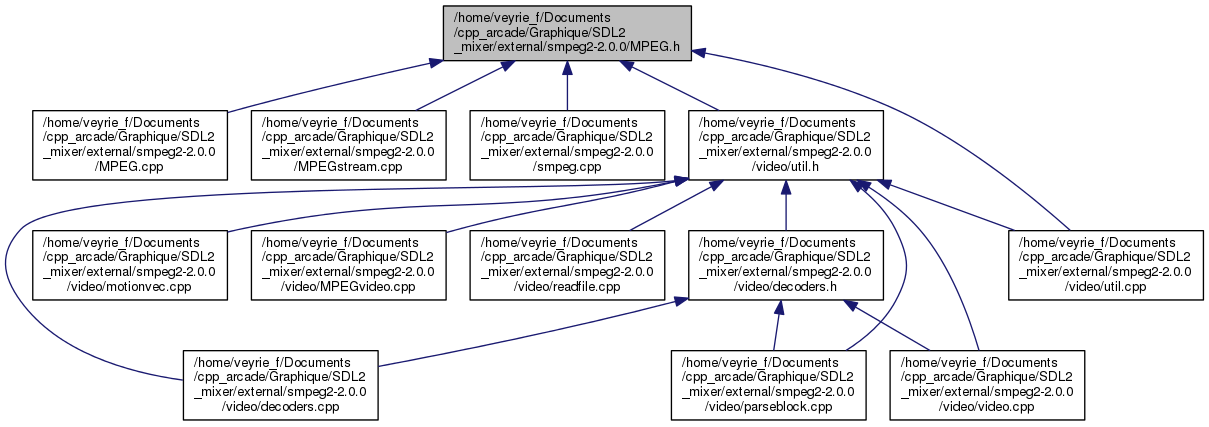 /home/veyrie_f/Documents
/cpp_arcade/Graphique/SDL2
_mixer/external/smpeg2-2.0.0/MPEG.h
/home/veyrie_f/Documents
/cpp_arcade/Graphique/SDL2
_mixer/external/smpeg2-2.0.0
/MPEG.cpp
/home/veyrie_f/Documents
/cpp_arcade/Graphique/SDL2
_mixer/external/smpeg2-2.0.0
/MPEGstream.cpp
/home/veyrie_f/Documents
/cpp_arcade/Graphique/SDL2
_mixer/external/smpeg2-2.0.0
/smpeg.cpp
/home/veyrie_f/Documents
/cpp_arcade/Graphique/SDL2
_mixer/external/smpeg2-2.0.0
/video/util.h
/home/veyrie_f/Documents
/cpp_arcade/Graphique/SDL2
_mixer/external/smpeg2-2.0.0
/video/motionvec.cpp
/home/veyrie_f/Documents
/cpp_arcade/Graphique/SDL2
_mixer/external/smpeg2-2.0.0
/video/MPEGvideo.cpp
/home/veyrie_f/Documents
/cpp_arcade/Graphique/SDL2
_mixer/external/smpeg2-2.0.0
/video/readfile.cpp
/home/veyrie_f/Documents
/cpp_arcade/Graphique/SDL2
_mixer/external/smpeg2-2.0.0
/video/decoders.h
/home/veyrie_f/Documents
/cpp_arcade/Graphique/SDL2
_mixer/external/smpeg2-2.0.0
/video/util.cpp
/home/veyrie_f/Documents
/cpp_arcade/Graphique/SDL2
_mixer/external/smpeg2-2.0.0
/video/decoders.cpp
/home/veyrie_f/Documents
/cpp_arcade/Graphique/SDL2
_mixer/external/smpeg2-2.0.0
/video/parseblock.cpp
/home/veyrie_f/Documents
/cpp_arcade/Graphique/SDL2
_mixer/external/smpeg2-2.0.0
/video/video.cpp